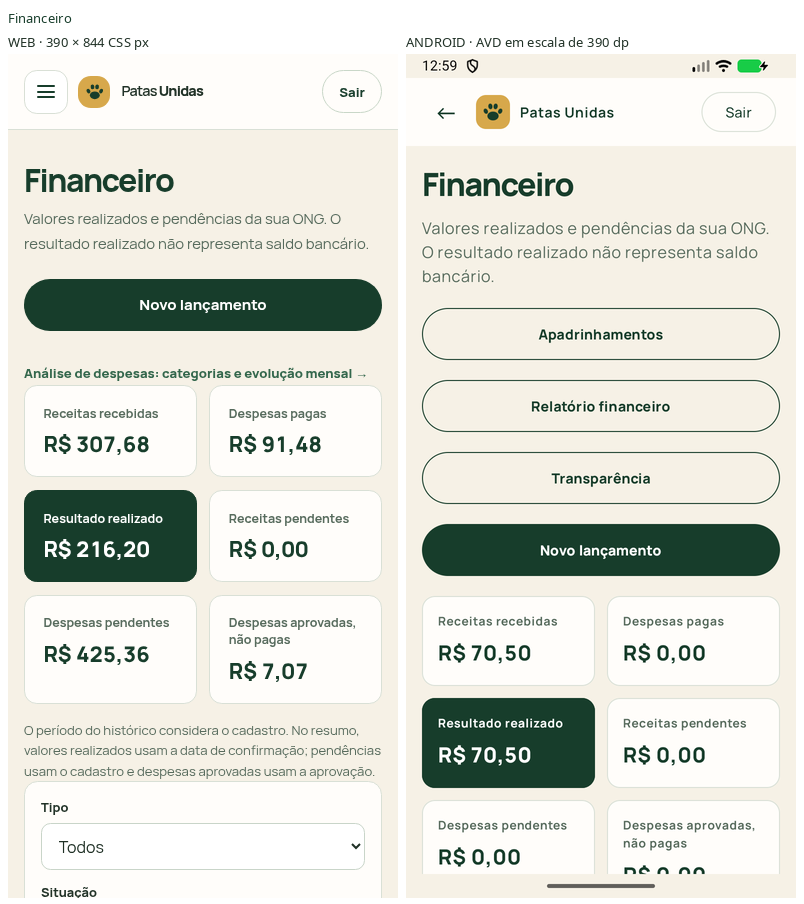 Financeiro
WEB · 390 × 844 CSS px
Patas Unidas
Sair
Financeiro
Valores realizados e pendências da sua ONG. O
resultado realizado não representa saldo bancário.
Novo lançamento
Análise de despesas: categorias e evolução mensal →
Receitas recebidas
R$ 307,68
Despesas pagas
R$ 91,48
Resultado realizado
R$ 216,20
Receitas pendentes
R$ 0,00
Despesas pendentes
R$ 425,36
Despesas aprovadas,
não pagas
R$ 7,07
O período do histórico considera o cadastro. No resumo,
valores realizados usam a data de confirmação; pendências
usam o cadastro e despesas aprovadas usam a aprovação.
Tipo
Todos
Situação
ANDROID · AVD em escala de 390 dp
12:59
Patas Unidas
Sair
Financeiro
Valores realizados e pendências da sua ONG.
O resultado realizado não representa saldo
bancário.
Apadrinhamentos
Relatório financeiro
Transparência
Novo lançamento
Receitas recebidas
R$ 70,50
Despesas pagas
R$ 0,00
Resultado realizado
R$ 70,50
Receitas pendentes
R$ 0,00
Despesas pendentes
R$ 0,00
Despesas aprovadas,
não pagas
R$ 0,00